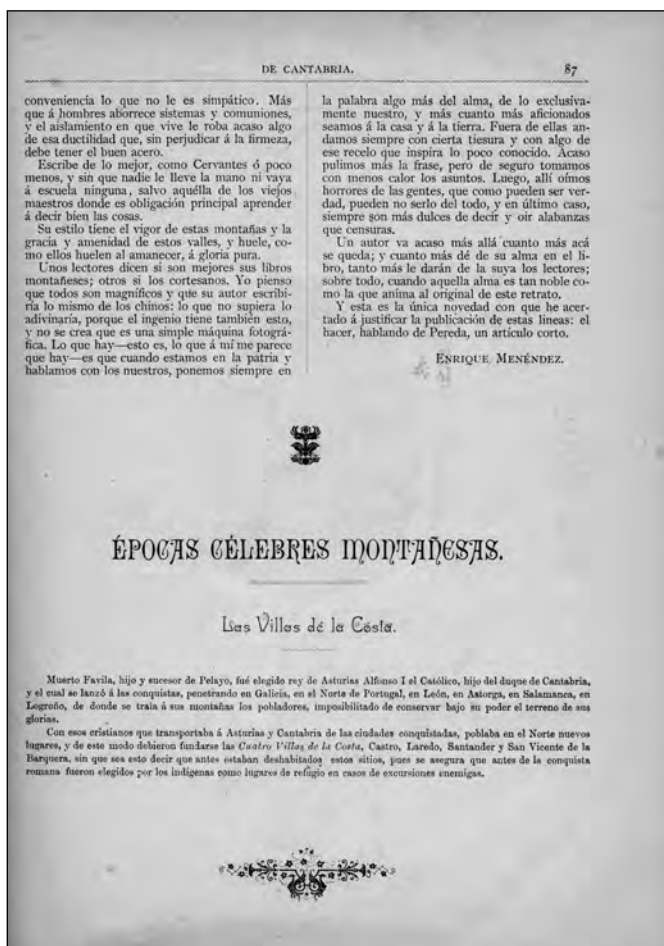 DE CANTABRIA.
87
conveniencia lo que no le es simpático. Más
que á hombres aborrece sistemas y comuniones,
y el aislamiento en que vive le roba acaso algo
de esa ductilidad que, sin perjudicar á la firmeza,
debe tener el buen acero.
Escribe de lo mejor, como Cervantes ó poco
menos, y sin que nadie le lleve la mano ni vaya
á escuela ninguna, salvo aquélla de los viejos
maestros donde es obligación principal aprender
á decir bien las cosas.
Su estilo tiene el vigor de estas montañas y la
gracia y amenidad de estos valles, y huele, co-
mo ellos huelen al amanecer, á gloria pura.
Unos lectores dicen si son mejores sus libros
montañeses; otros si los cortesanos. Yo pienso
que todos son magníficos y que su autor escribi-
ría lo mismo de los chinos: lo que no supiera lo
adivinaría, porque el ingenio tiene también esto,
y no se crea que es una simple máquina fotográ-
fica. Lo que hay—esto es, lo que á mí me parece
que hay—es que cuando estamos en la patria y
hablamos con los nuestros, ponemos siempre en
la palabra algo más del alma, de lo exclusiva-
mente nuestro, y más cuanto más aficionados
seamos á la casa y á la tierra. Fuera de ellas an-
damos siempre con cierta tiesura y con algo de
ese recelo que inspira lo poco conocido. Acaso
pulimos más la frase, pero de seguro tomamos
con menos calor los asuntos. Luego, allí oímos
horrores de las gentes, que como pueden ser ver-
dad, pueden no serlo del todo, y en último caso,
siempre son más dulces de decir y oir alabanzas
que censuras.
Un autor va acaso más allá cuanto más acá
se queda; y cuanto más dé de su alma en el li-
bro, tanto más le darán de la suya los lectores;
sobre todo, cuando aquella alma es tan noble co-
mo la que anima al original de este retrato.
Y esta es la única novedad con que he acer-
tado á justificar la publicación de estas líneas: el
hacer, hablando de Pereda, un artículo corto.
ENRIQUE MENÉNDEZ.
ÉPOCAS CÉLEBRES MONTAÑESAS.
Las Villas de la Costa.
Muerto Favila, hijo y sucesor de Pelayo, fué elegido rey de Asturias Alfonso I el Católico, hijo del duque de Cantabria,
y el cual se lanzó á las conquistas, penetrando en Galicia, en el Norte de Portugal, en León, en Astorga, en Salamanca, en
Logroño, de donde se traía á sus montañas los pobladores, imposibilitado de conservar bajo su poder el terreno de sus
glorias.
Con esos cristianos que transportaba á Asturias y Cantabria de las ciudades conquistadas, poblaba en el Norte nuevos
lugares, y de este modo debieron fundarse las Cuatro Villas de la Costa, Castro, Laredo, Santander y San Vicente de la
Barquera, sin que sea esto decir que antes estaban deshabitados estos sitios, pues se asegura que antes de la conquista
romana fueron elegidos por los indígenas como lugares de refugio en casos de excursiones enemigas.